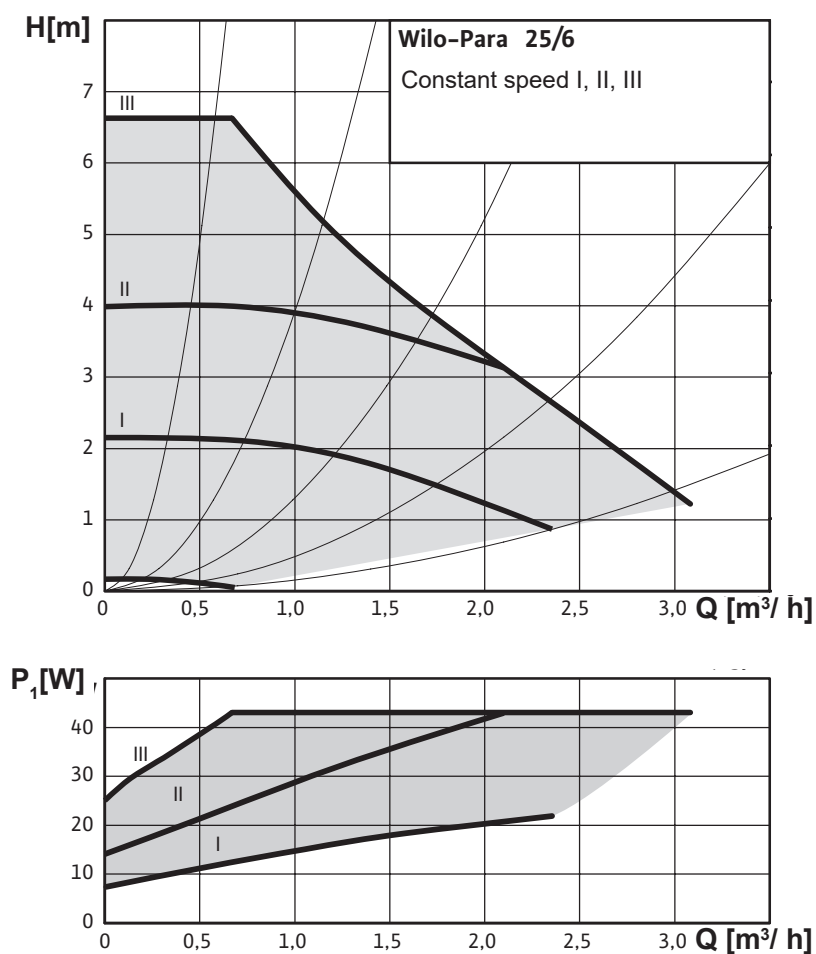 H[m]
Wilo-Para 25/6
Constant speed I, II, III
7
III
6
5
II
4
3
I
2
1
0
0 0,5 1,0 1,5 2,0 2,5 3,0 Q [m³/ h]
P₁[W]
40
III
30
II
20
I
10
0
0 0,5 1,0 1,5 2,0 2,5 3,0 Q [m³/ h]